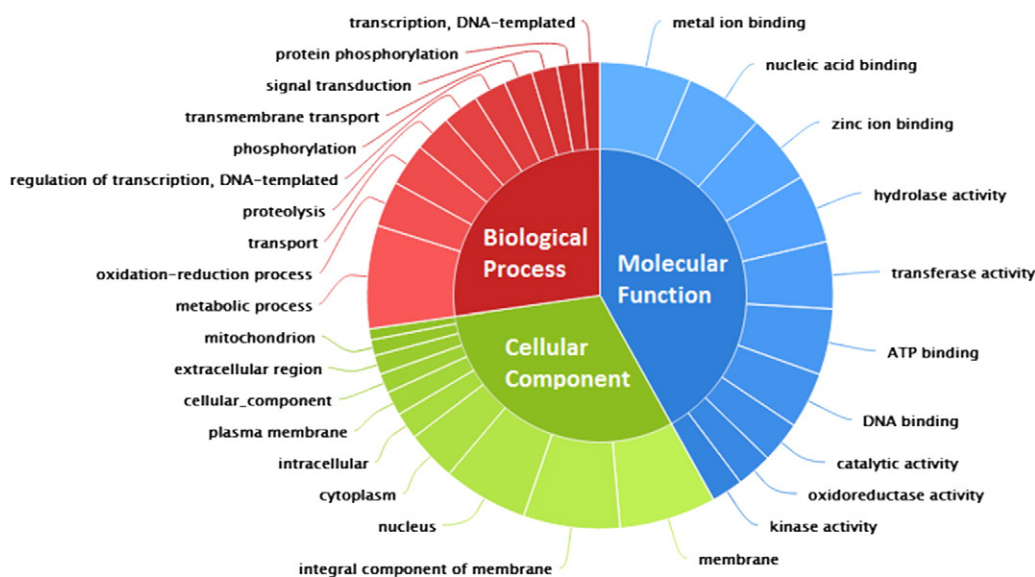 transcription, DNA-templated
protein phosphorylation
signal transduction
transmembrane transport
phosphorylation
regulation of transcription, DNA-templated
proteolysis
transport
oxidation-reduction process
metabolic process
mitochondrion
extracellular region
cellular_component
plasma membrane
intracellular
cytoplasm
nucleus
integral component of membrane
membrane
metal ion binding
nucleic acid binding
zinc ion binding
hydrolase activity
transferase activity
ATP binding
DNA binding
catalytic activity
oxidoreductase activity
kinase activity
Biological
Process
Molecular
Function
Cellular
Component